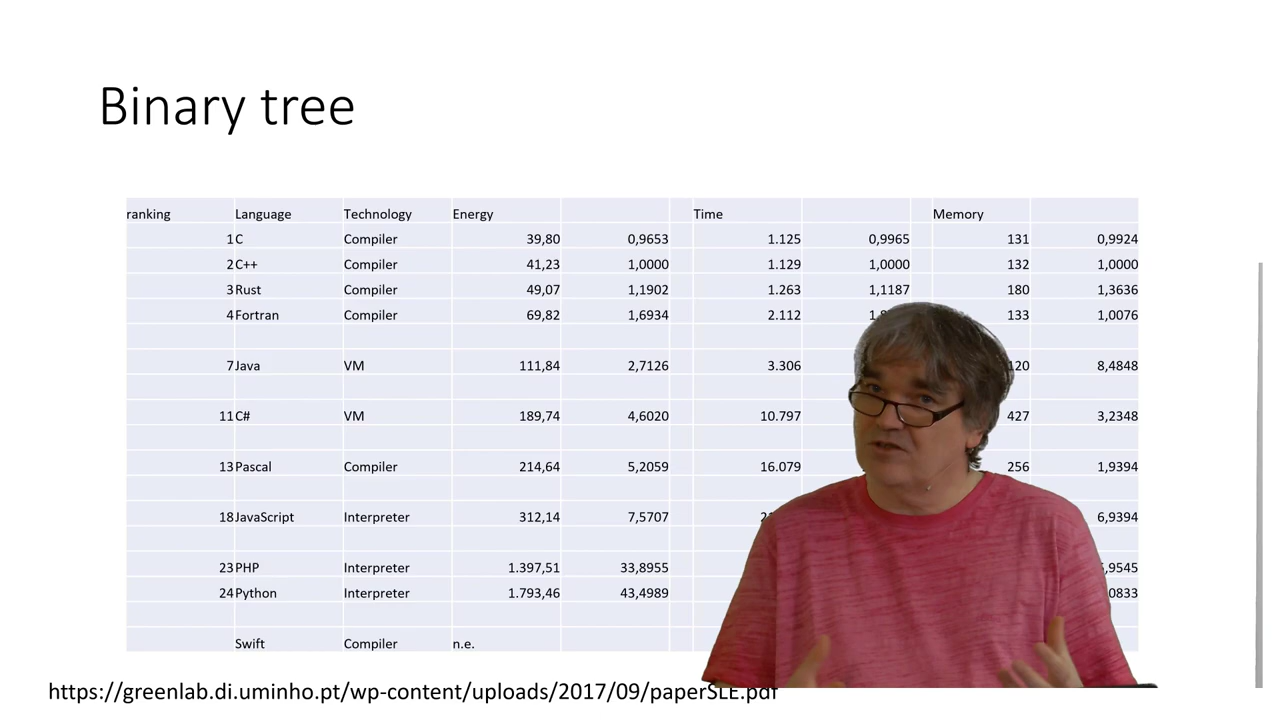 Binary tree
ranking Language Technology Energy Time Memory
1 C Compiler 39,80 0,9653 1.125 0,9965 131 0,9924
2 C++ Compiler 41,23 1,0000 1.129 1,0000 132 1,0000
3 Rust Compiler 49,07 1,1902 1.263 1,1187 180 1,3636
4 Fortran Compiler 69,82 1,6934 2.112 133 1,0076
7 Java VM 111,84 2,7126 3.306 120 8,4848
11 C# VM 189,74 4,6020 10.797 427 3,2348
13 Pascal Compiler 214,64 5,2059 16.079 256 1,9394
18 JavaScript Interpreter 312,14 7,5707 6,9394
23 PHP Interpreter 1.397,51 33,8955 ,9545
24 Python Interpreter 1.793,46 43,4989 0833
Swift Compiler n.e.
https://greenlab.di.uminho.pt/wp-content/uploads/2017/09/paperSLE.pdf